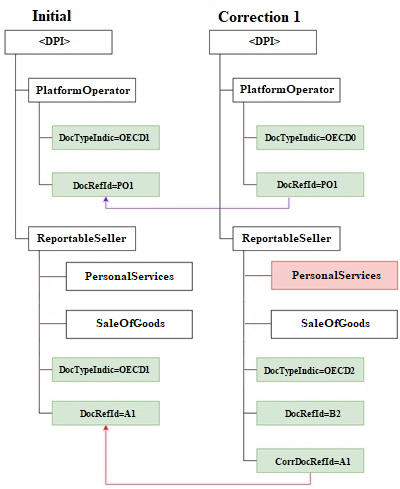 Initial
<DPI>
PlatformOperator
DocTypeIndic=OECD1
DocRefId=PO1
ReportableSeller
PersonalServices
SaleOfGoods
DocTypeIndic=OECD1
DocRefId=A1
Correction 1
<DPI>
PlatformOperator
DocTypeIndic=OECD0
DocRefId=PO1
ReportableSeller
PersonalServices
SaleOfGoods
DocTypeIndic=OECD2
DocRefId=B2
CorrDocRefId=A1